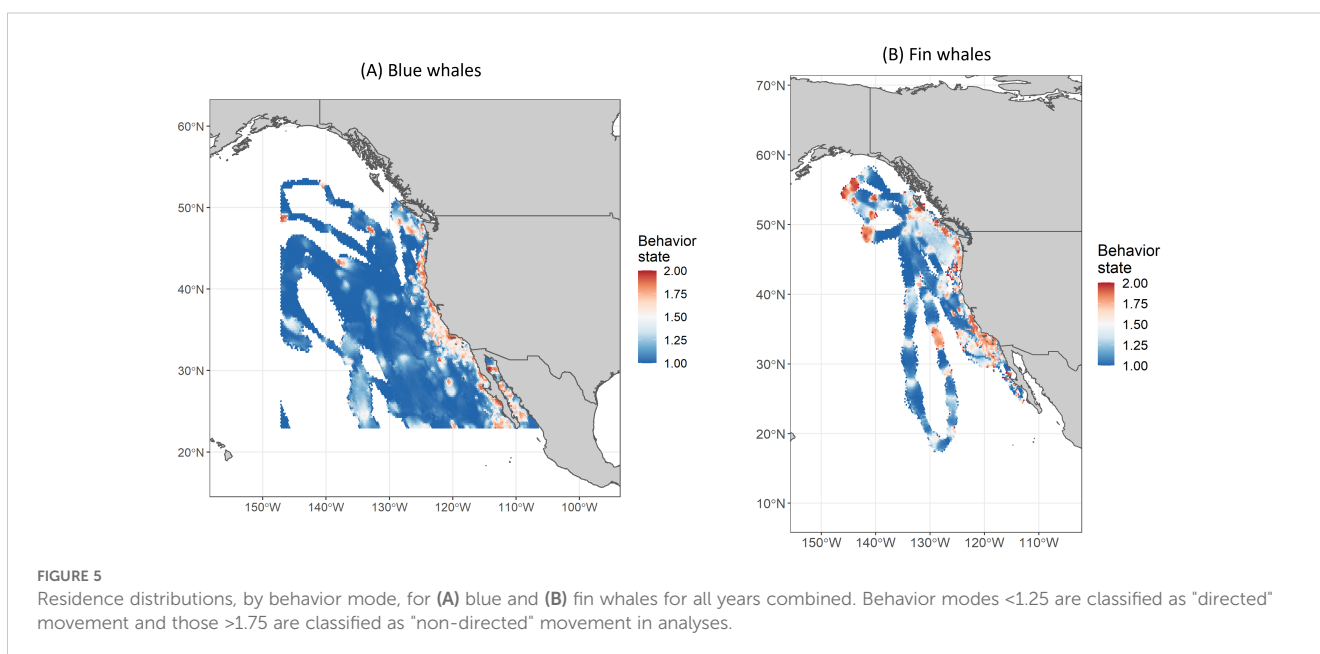 (A) Blue whales
60°N
50°N
40°N
30°N
20°N
150°W 140°W 130°W 120°W 110°W 100°W
Behavior
state
2.00
1.75
1.50
1.25
1.00
(B) Fin whales
70°N
60°N
50°N
40°N
30°N
20°N
10°N
150°W 140°W 130°W 120°W 110°W
Behavior
state
2.00
1.75
1.50
1.25
1.00
FIGURE 5
Residence distributions, by behavior mode, for (A) blue and (B) fin whales for all years combined. Behavior modes <1.25 are classified as "directed"
movement and those >1.75 are classified as "non-directed" movement in analyses.